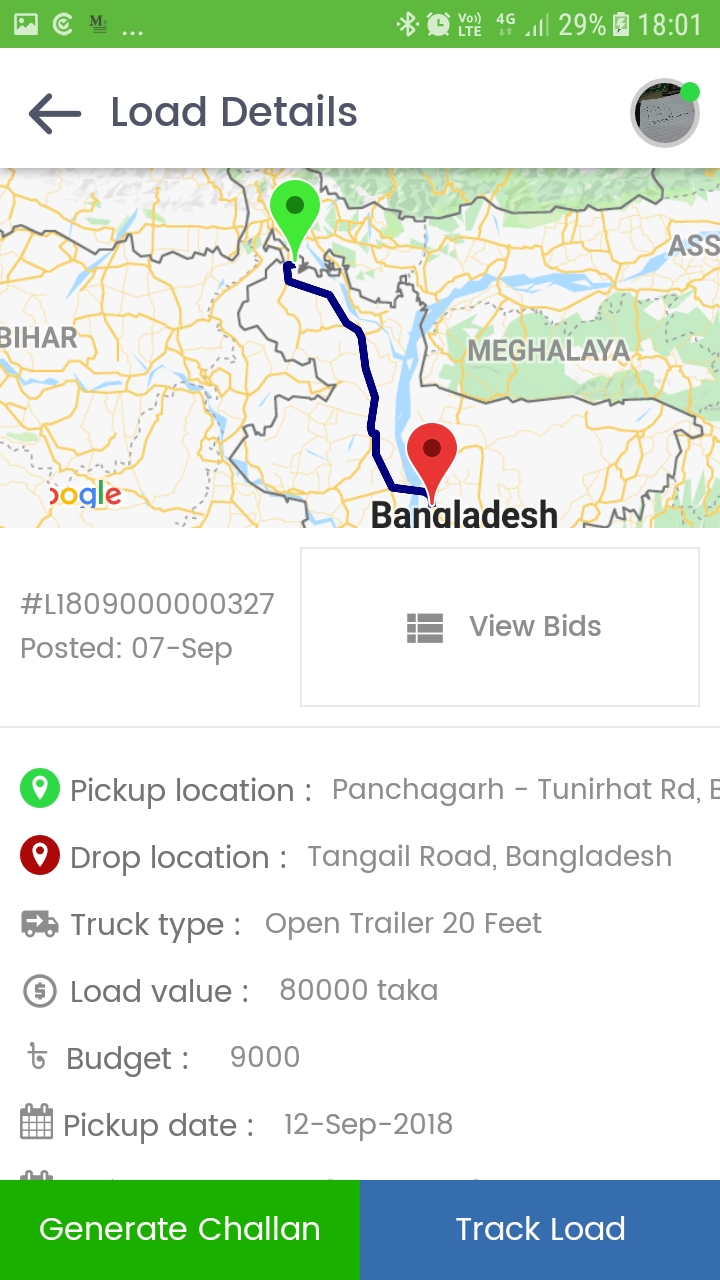 ... Vo) LTE 4G 29% 18:01
Load Details
ASS
BIHAR
MEGHALAYA
oogle
Bangladesh
#L1809000000327
Posted: 07-Sep
View Bids
Pickup location : Panchagarh - Tunirhat Rd,
Drop location : Tangail Road, Bangladesh
Truck type : Open Trailer 20 Feet
Load value : 80000 taka
৳ Budget : 9000
Pickup date : 12-Sep-2018
Generate Challan
Track Load